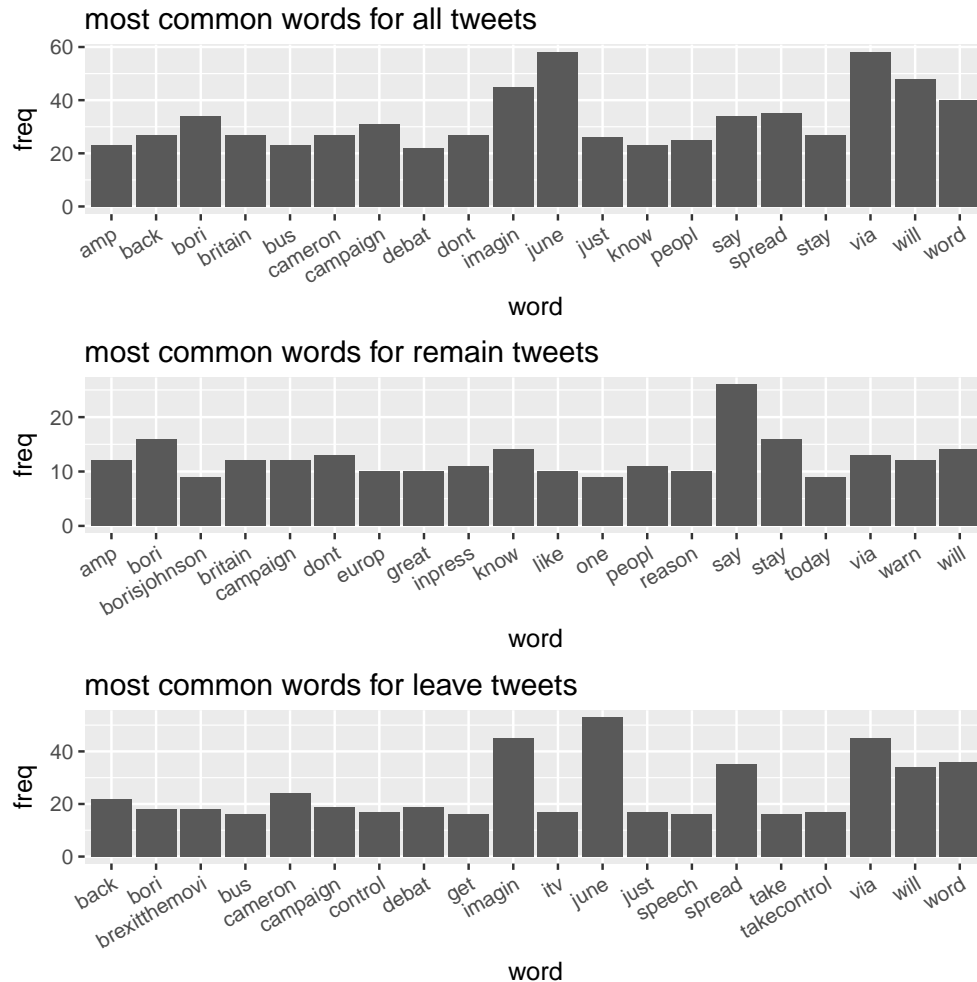 most common words for all tweets
60
40
20
0
freq
amp back bori britain bus cameron campaign debat dont imagin june just know peopl say spread stay via will word
word
most common words for remain tweets
20
10
0
freq
amp bori borisjohnson britain campaign dont europ great inpress know like one peopl reason say stay today via warn will
word
most common words for leave tweets
40
20
0
freq
back bori brexitthemovi bus cameron campaign control debat get imagin itv june just speech spread take takecontrol via will word
word